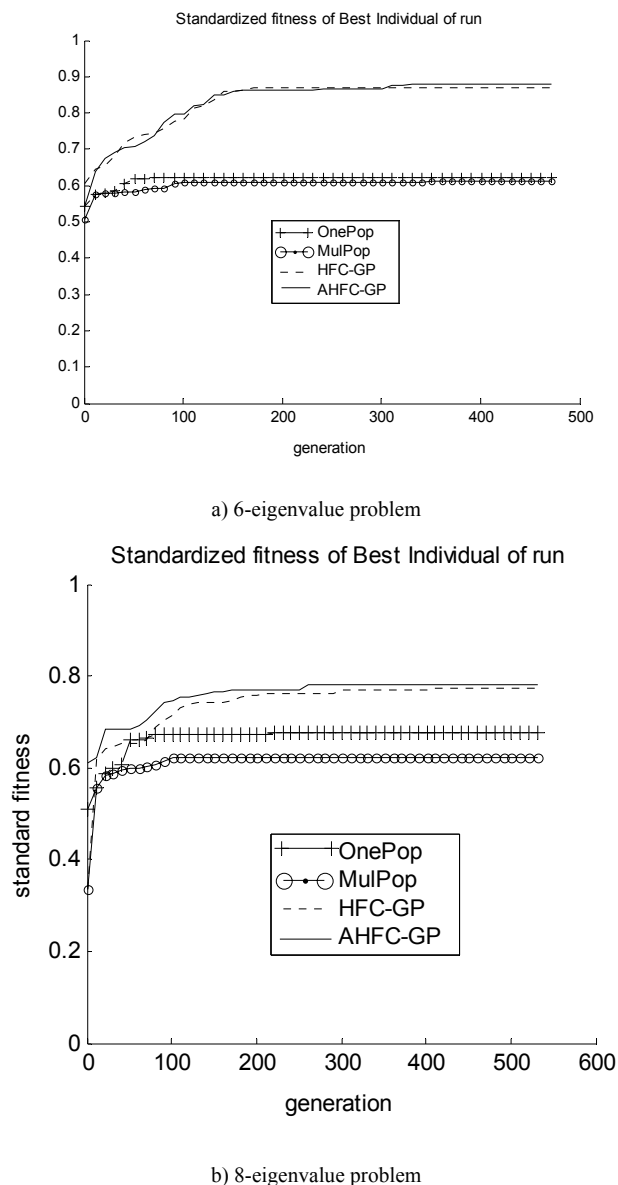 Standardized fitness of Best Individual of run
1
0.9
0.8
0.7
0.6
0.5
0.4
0.3
0.2
0.1
0
OnePop
MulPop
HFC-GP
AHFC-GP
0 100 200 300 400 500
generation
a) 6-eigenvalue problem
Standardized fitness of Best Individual of run
1
0.8
0.6
0.4
0.2
0
standard fitness
OnePop
MulPop
HFC-GP
AHFC-GP
0 100 200 300 400 500 600
generation
b) 8-eigenvalue problem